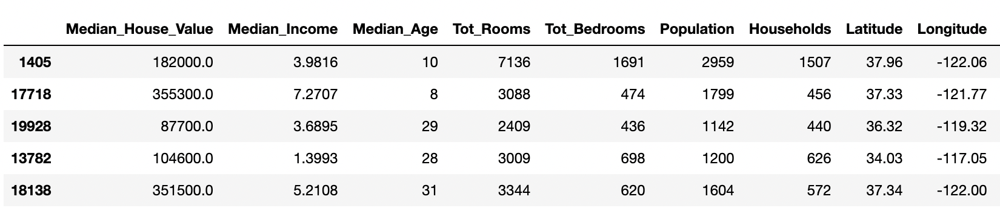 Median_House_Value Median_Income Median_Age Tot_Rooms Tot_Bedrooms Population Households Latitude Longitude
1405 182000.0 3.9816 10 7136 1691 2959 1507 37.96 -122.06
17718 355300.0 7.2707 8 3088 474 1799 456 37.33 -121.77
19928 87700.0 3.6895 29 2409 436 1142 440 36.32 -119.32
13782 104600.0 1.3993 28 3009 698 1200 626 34.03 -117.05
18138 351500.0 5.2108 31 3344 620 1604 572 37.34 -122.00